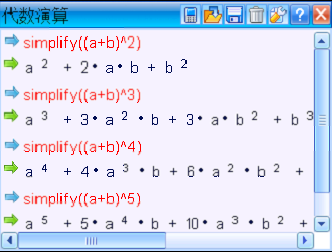 代数演算
simplify((a+b)^2)
a ² + 2•a•b + b ²
simplify((a+b)^3)
a ³ + 3•a ²•b + 3•a•b ² + b ³
simplify((a+b)^4)
a ⁴ + 4•a ³•b + 6•a ²•b ² +
simplify((a+b)^5)
a ⁵ + 5•a ⁴•b + 10•a ³•b ² +